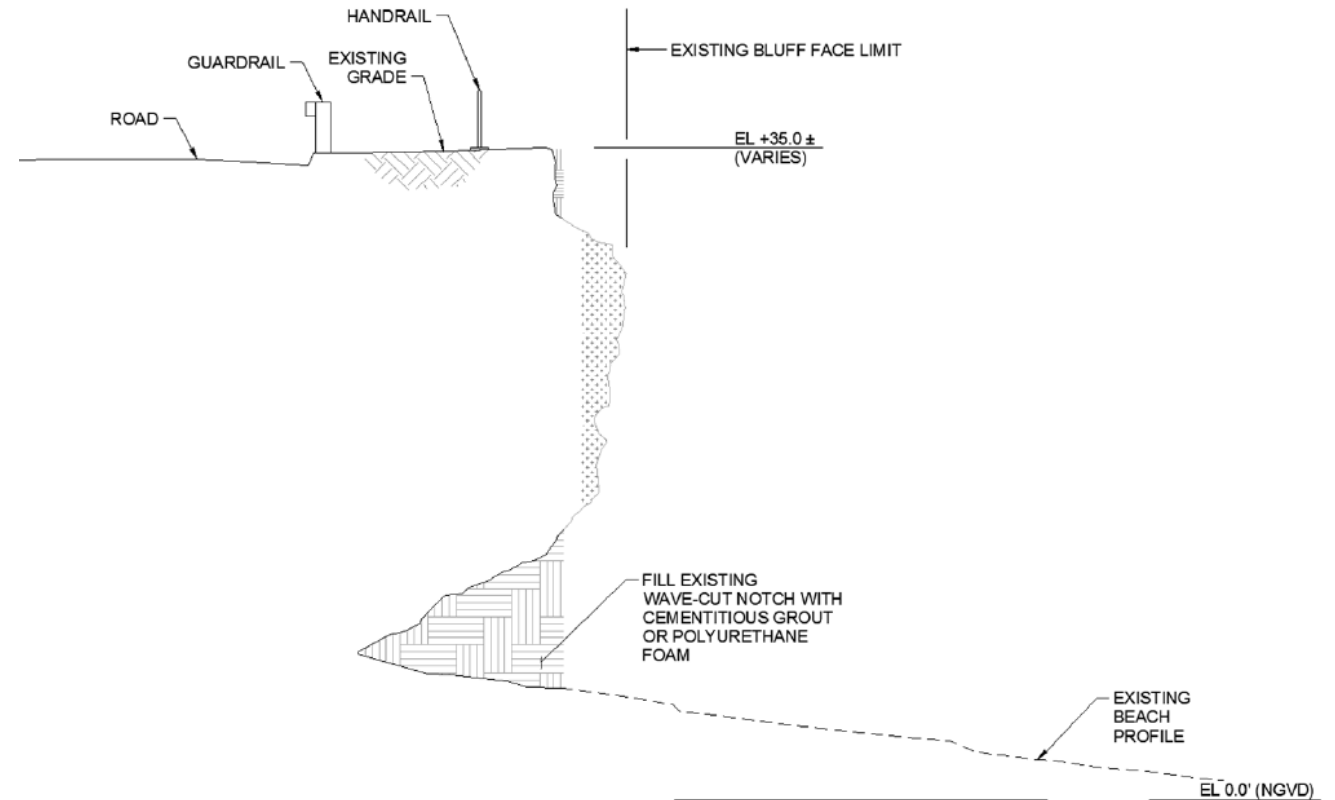 HANDRAIL
EXISTING BLUFF FACE LIMIT
GUARDRAIL
EXISTING
GRADE
ROAD
EL +35.0 ±
(VARIES)
FILL EXISTING
WAVE-CUT NOTCH WITH
CEMENTITIOUS GROUT
OR POLYURETHANE
FOAM
EXISTING
BEACH
PROFILE
EL 0.0' (NGVD)